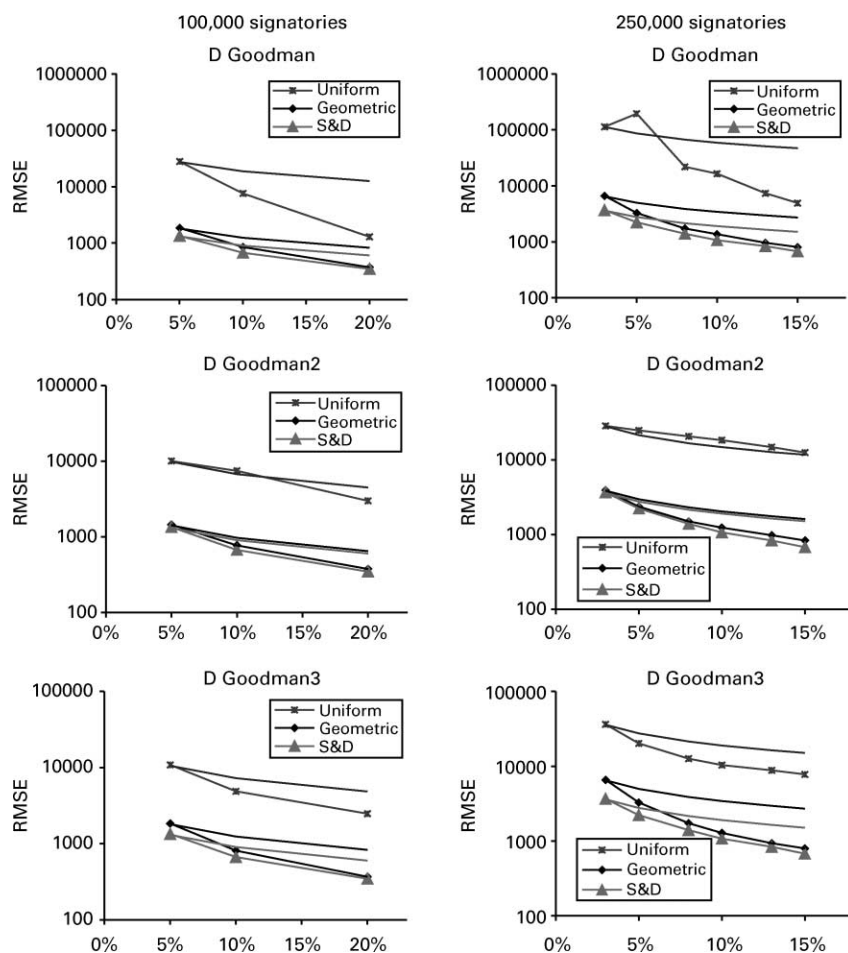 100,000 signatories
D Goodman
1000000
100000
10000
1000
100
RMSE
Uniform
Geometric
S&D
0% 5% 10% 15% 20%
250,000 signatories
D Goodman
1000000
100000
10000
1000
100
RMSE
Uniform
Geometric
S&D
0% 5% 10% 15%
D Goodman2
100000
10000
1000
100
RMSE
Uniform
Geometric
S&D
0% 5% 10% 15% 20%
D Goodman2
100000
10000
1000
100
RMSE
Uniform
Geometric
S&D
0% 5% 10% 15%
D Goodman3
100000
10000
1000
100
RMSE
Uniform
Geometric
S&D
0% 5% 10% 15% 20%
D Goodman3
100000
10000
1000
100
RMSE
Uniform
Geometric
S&D
0% 5% 10% 15%